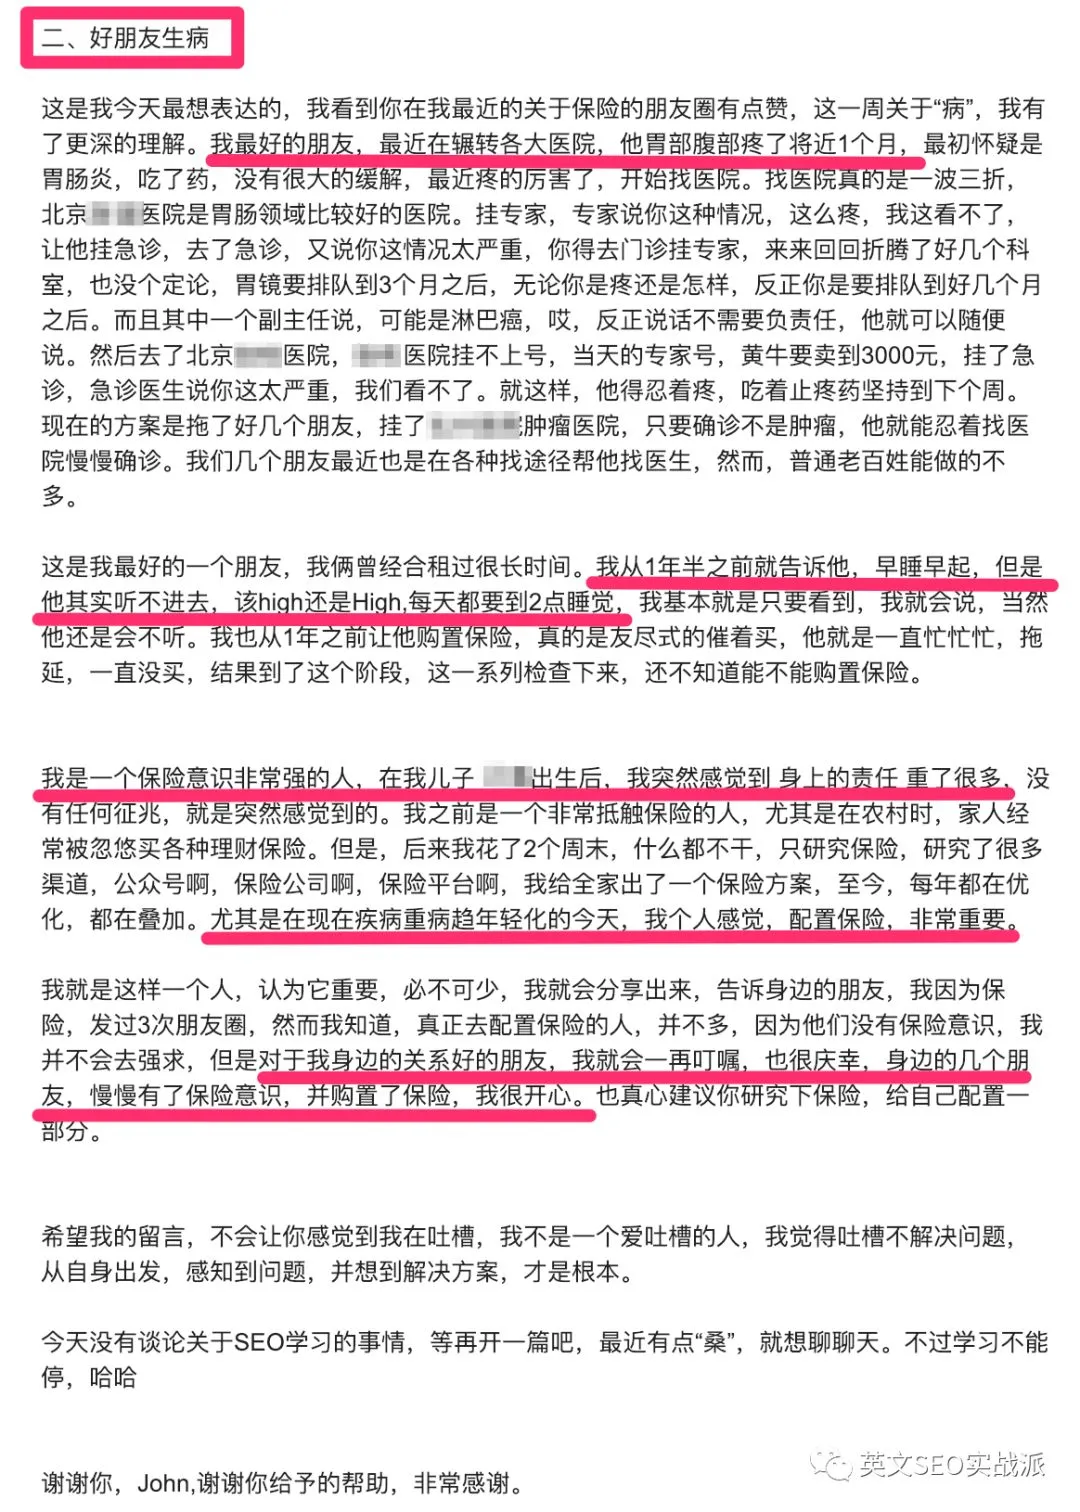 二、好朋友生病
这是我今天最想表达的，我看到你在我最近的关于保险的朋友圈有点赞，这一周关于“病”，我有
了更深的理解。我最好的朋友，最近在辗转各大医院，他胃部腹部疼了将近1个月，最初怀疑是
胃肠炎，吃了药，没有很大的缓解，最近疼的厉害了，开始找医院。找医院真的是一波三折，
北京医院是胃肠领域比较好的医院。挂专家，专家说你这种情况，这么疼，我这看不了，
让他挂急诊，去了急诊，又说你这情况太严重，你得去门诊挂专家，来来回回折腾了好几个科
室，也没个定论，胃镜要排队到3个月之后，无论你是疼还是怎样，反正你是要排队到好几个月
之后。而且其中一个副主任说，可能是淋巴癌，哎，反正说话不需要负责任，他就可以随便
说。然后去了北京医院，医院挂不上号，当天的专家号，黄牛要卖到3000元，挂了急
诊，急诊医生说你这太严重，我们看不了。就这样，他得忍着疼，吃着止疼药坚持到下个周。
现在的方案是拖了好几个朋友，挂了肿瘤医院，只要确诊不是肿瘤，他就能忍着找医
院慢慢确诊。我们几个朋友最近也是在各种找途径帮他找医生，然而，普通老百姓能做的不
多。
这是我最好的一个朋友，我俩曾经合租过很长时间。我从1年半之前就告诉他，早睡早起，但是
他其实听不进去，该high还是High,每天都要到2点睡觉，我基本就是只要看到，我就会说，当然
他还是会不听。我也从1年之前让他购置保险，真的是友尽式的催着买，他就是一直忙忙忙，拖
延，一直没买，结果到了这个阶段，这一系列检查下来，还不知道能不能购置保险。
我是一个保险意识非常强的人，在我儿子 出生后，我突然感觉到 身上的责任 重了很多，没
有任何征兆，就是突然感觉到的。我之前是一个非常抵触保险的人，尤其是在农村时，家人经
常被忽悠买各种理财保险。但是，后来我花了2个周末，什么都不干，只研究保险，研究了很多
渠道，公众号啊，保险公司啊，保险平台啊，我给全家出了一个保险方案，至今，每年都在优
化，都在叠加。尤其是在现在疾病重病趋年轻化的今天，我个人感觉，配置保险，非常重要。
我就是这样一个人，认为它重要，必不可少，我就会分享出来，告诉身边的朋友，我因为保
险，发过3次朋友圈，然而我知道，真正去配置保险的人，并不多，因为他们没有保险意识，我
并不会去强求，但是对于我身边的关系好的朋友，我就会一再叮嘱，也很庆幸，身边的几个朋
友，慢慢有了保险意识，并购置了保险，我很开心。也真心建议你研究下保险，给自己配置一
部分。
希望我的留言，不会让你感觉到我在吐槽，我不是一个爱吐槽的人，我觉得吐槽不解决问题，
从自身出发，感知到问题，并想到解决方案，才是根本。
今天没有谈论关于SEO学习的事情，等再开一篇吧，最近有点“桑”，就想聊聊天。不过学习不能
停，哈哈
谢谢你，John,谢谢你给予的帮助，非常感谢。
英文SEO实战派